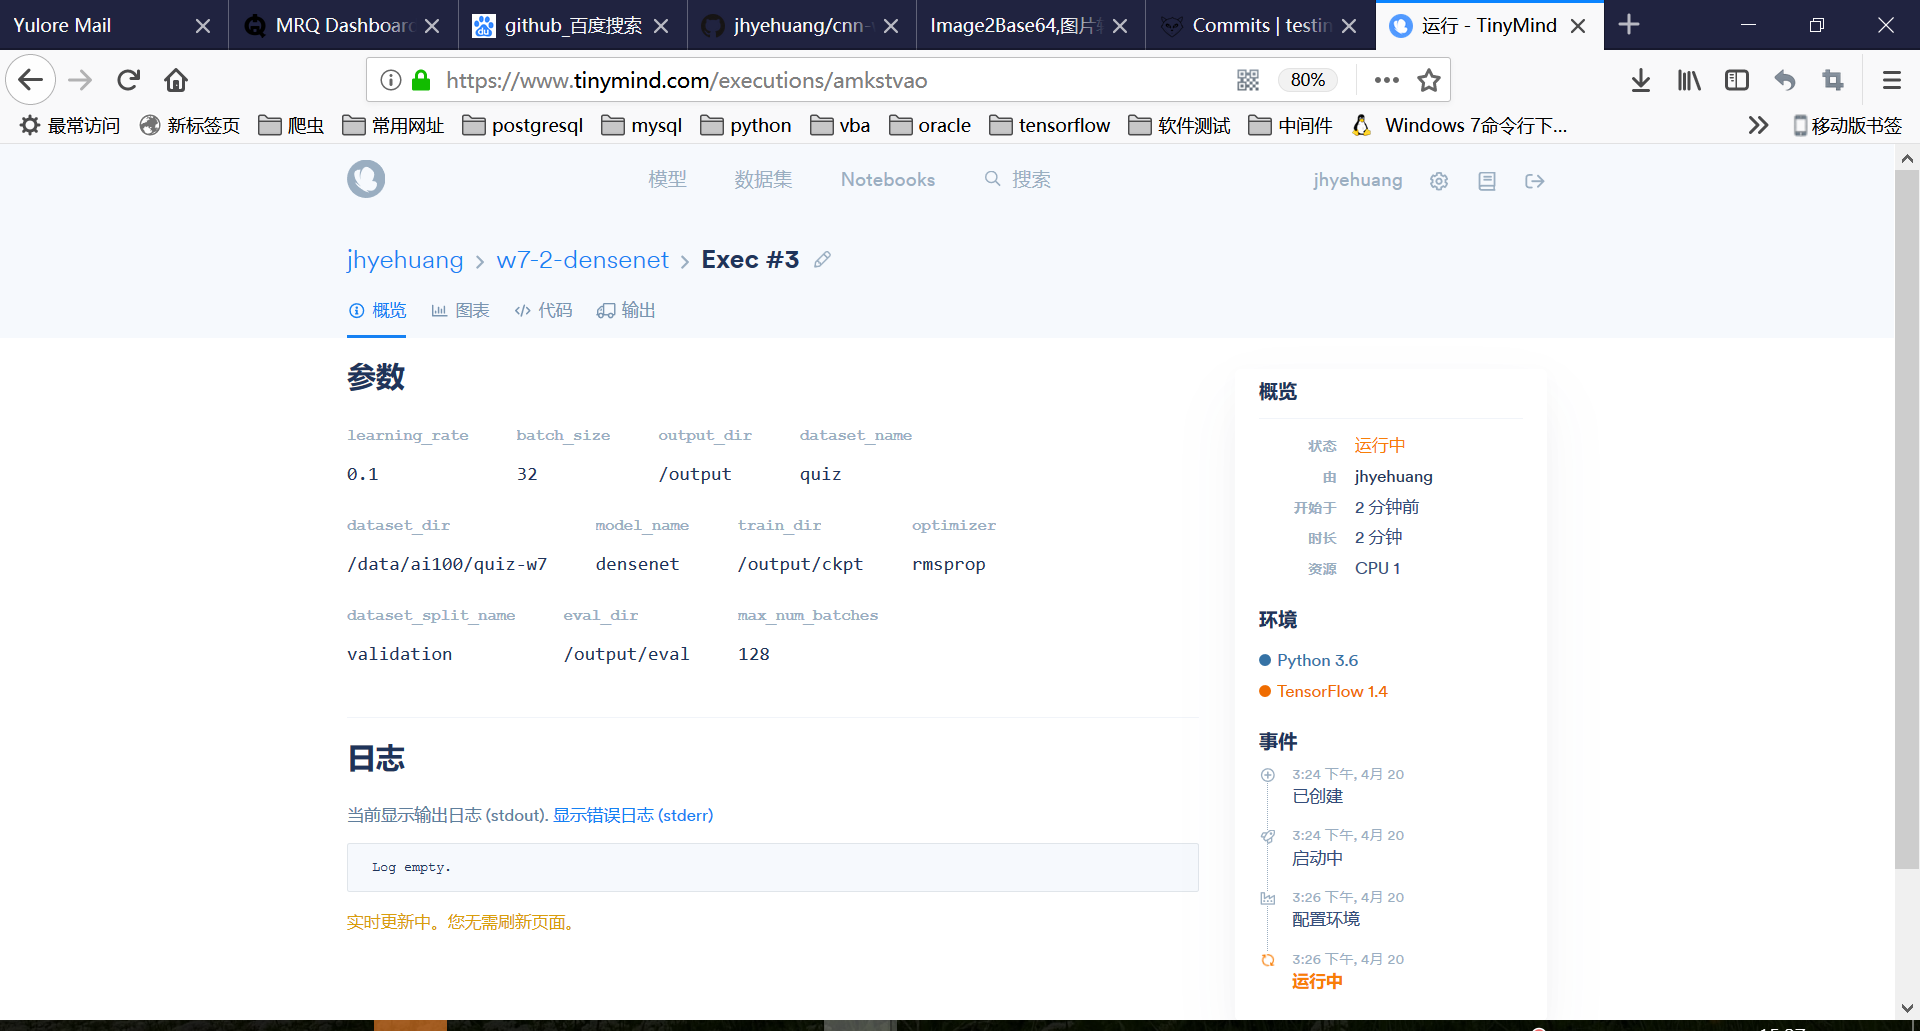 Yulore Mail
MRQ Dashboard
github_百度搜索
jhyehuang/cnn-
Image2Base64,图片
Commits | testin
运行 - TinyMind
https://www.tinymind.com/executions/amkstvao
80%
最常访问
新标签页
爬虫
常用网址
postgresql
mysql
python
vba
oracle
tensorflow
软件测试
中间件
Windows 7命令行下...
移动版书签
模型
数据集
Notebooks
搜索
jhyehuang
jhyehuang > w7-2-densenet > Exec #3
概览
图表
代码
输出
参数
learning_rate batch_size output_dir dataset_name
0.1 32 /output quiz
dataset_dir model_name train_dir optimizer
/data/ai100/quiz-w7 densenet /output/ckpt rmsprop
dataset_split_name eval_dir max_num_batches
validation /output/eval 128
日志
当前显示输出日志 (stdout). 显示错误日志 (stderr)
Log empty.
实时更新中。您无需刷新页面。
概览
状态 运行中
由 jhyehuang
开始于 2 分钟前
时长 2 分钟
资源 CPU 1
环境
Python 3.6
TensorFlow 1.4
事件
3:24 下午, 4月 20
已创建
3:24 下午, 4月 20
启动中
3:26 下午, 4月 20
配置环境
3:26 下午, 4月 20
运行中